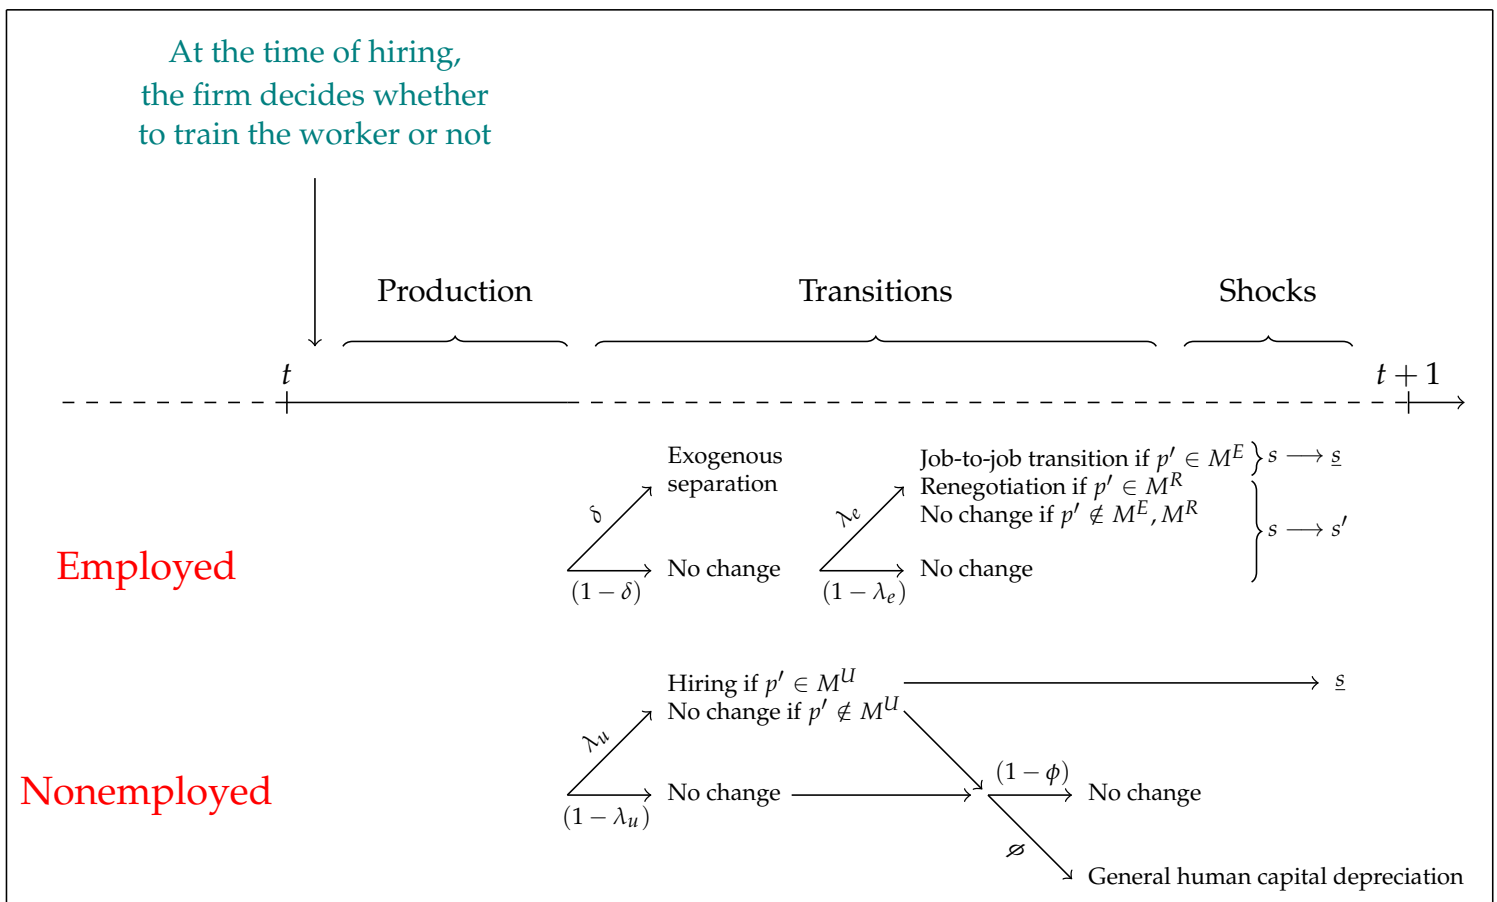 At the time of hiring,
the firm decides whether
to train the worker or not
Production
Transitions
Shocks
t
t + 1
Employed
δ
(1 − δ)
Exogenous
separation
No change
λe
(1 − λe)
Job-to-job transition if p′ ∈ M^E
Renegotiation if p′ ∈ M^R
No change if p′ ∉ M^E, M^R
No change
s ⟶ s̲
s ⟶ s′
Nonemployed
λu
(1 − λu)
Hiring if p′ ∈ M^U
No change if p′ ∉ M^U
No change
s̲
(1 − ϕ)
No change
ϕ
General human capital depreciation